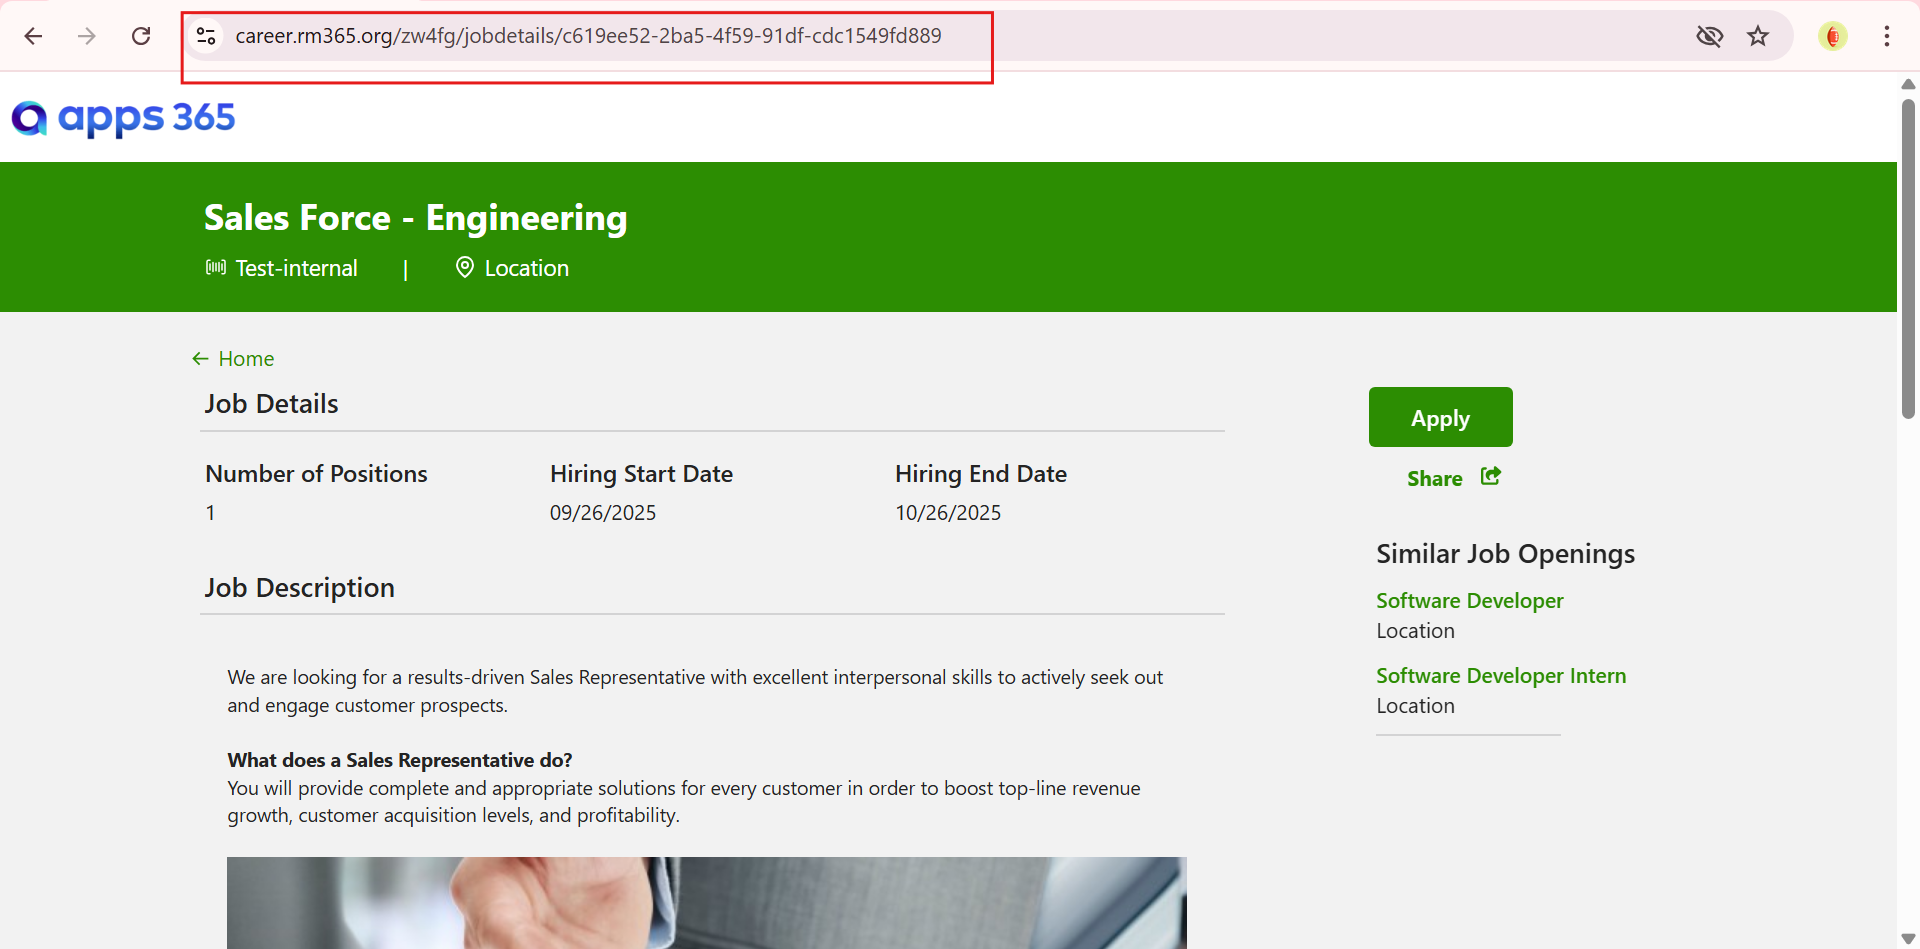 career.rm365.org/zw4fg/jobdetails/c619ee52-2ba5-4f59-91df-cdc1549fd889
apps 365
Sales Force - Engineering
Test-internal | Location
← Home
Job Details
Number of Positions Hiring Start Date Hiring End Date
1 09/26/2025 10/26/2025
Job Description
We are looking for a results-driven Sales Representative with excellent interpersonal skills to actively seek out
and engage customer prospects.
What does a Sales Representative do?
You will provide complete and appropriate solutions for every customer in order to boost top-line revenue
growth, customer acquisition levels, and profitability.
Apply
Share
Similar Job Openings
Software Developer
Location
Software Developer Intern
Location